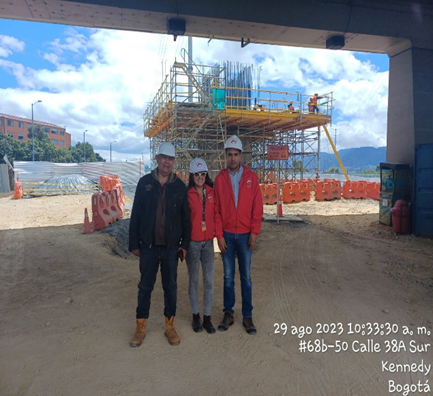 29 ago 2023 10:33:30 a. m.
#68b-50 Calle 38A Sur
Kennedy
Bogotá